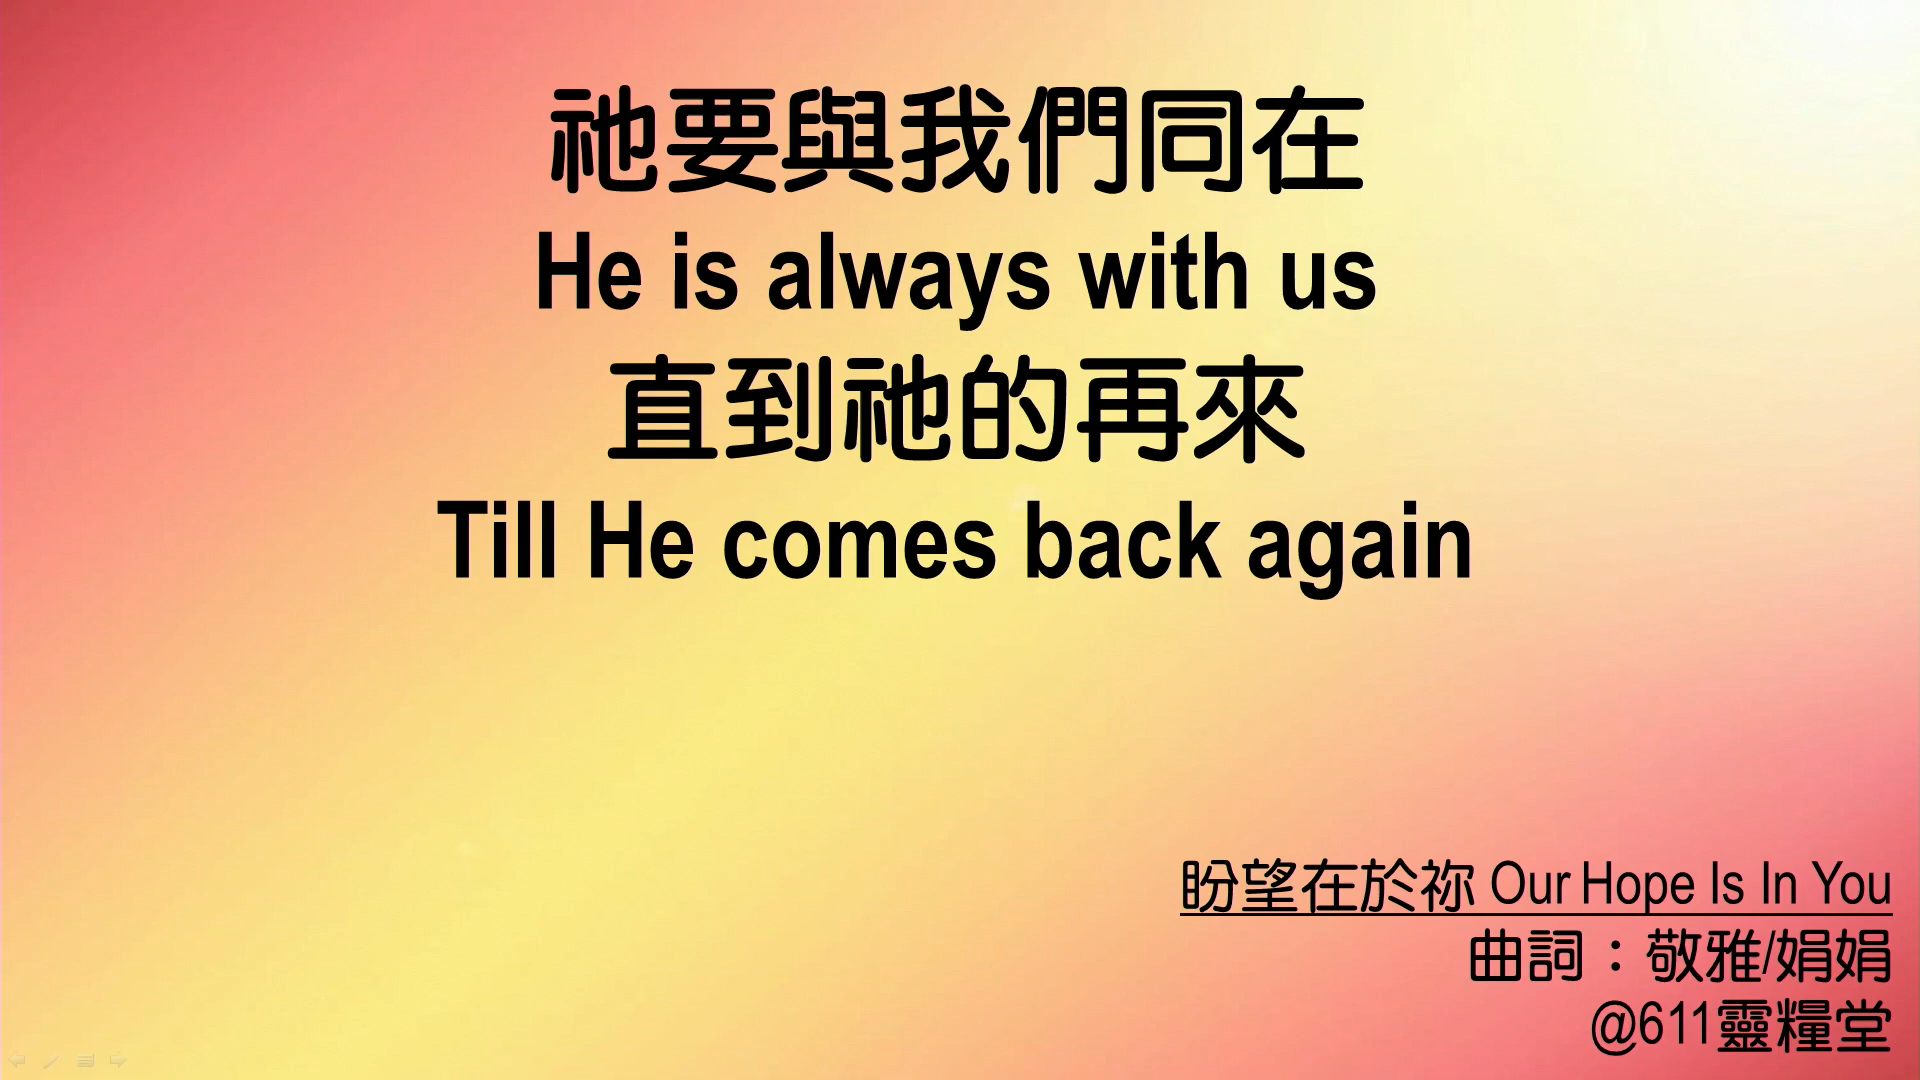 祂要與我們同在
He is always with us
直到祂的再來
Till He comes back again
盼望在於祢 Our Hope Is In You
曲詞：敬雅/娟娟
@611靈糧堂